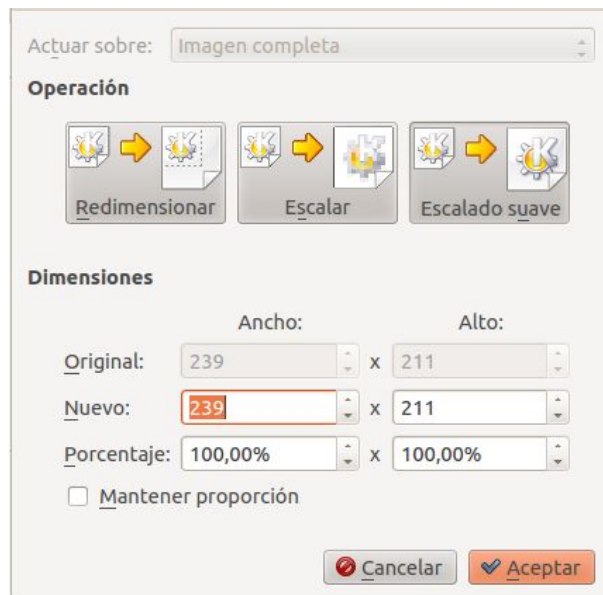 Actuar sobre: Imagen completa
Operación
Redimensionar Escalar Escalado suave
Dimensiones
Ancho: Alto:
Original: 239 x 211
Nuevo: 239 x 211
Porcentaje: 100,00% x 100,00%
Mantener proporción
Cancelar Aceptar